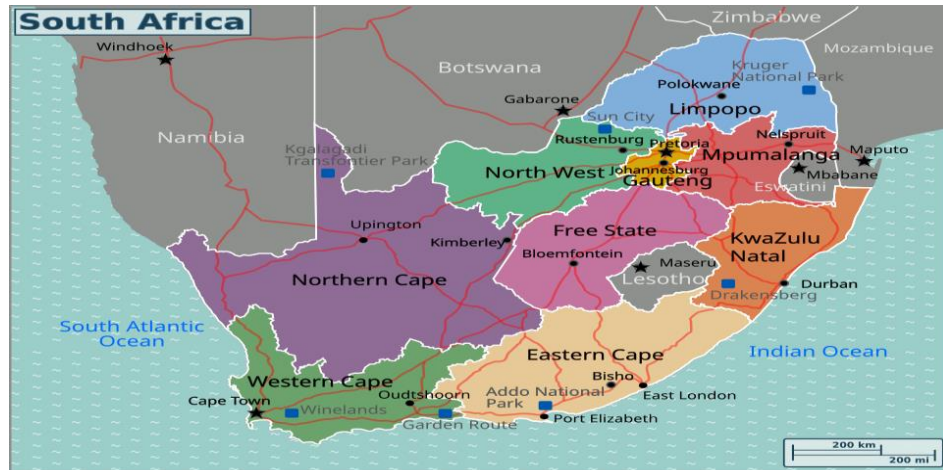 South Africa
Zimbabwe
Windhoek
Mozambique
Botswana
Kruger
National Park
Polokwane
Gabarone
Limpopo
Sun City
Namibia
Nelspruit
Rustenburg
Pretoria
Maputo
Kgalagadi
Transfontier Park
Mpumalanga
North West
Johannesburg
Mbabane
Gauteng
Eswatini
Upington
Free State
Kimberley
KwaZulu
Natal
Bloemfontein
Maseru
Northern Cape
Lesotho
Durban
Drakensberg
South Atlantic
Ocean
Eastern Cape
Indian Ocean
Western Cape
Bisho
Addo National
Park
Oudtshoorn
East London
Cape Town
Winelands
Port Elizabeth
Garden Route
200 km
200 mi